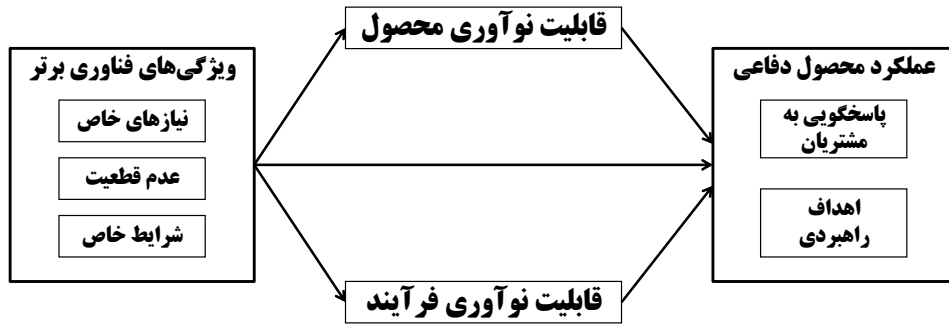 قابلیت نوآوری محصول
ویژگی‌های فناوری برتر
نیازهای خاص
عدم قطعیت
شرایط خاص
عملکرد محصول دفاعی
پاسخگویی به
مشتریان
اهداف
راهبردی
قابلیت نوآوری فرآیند